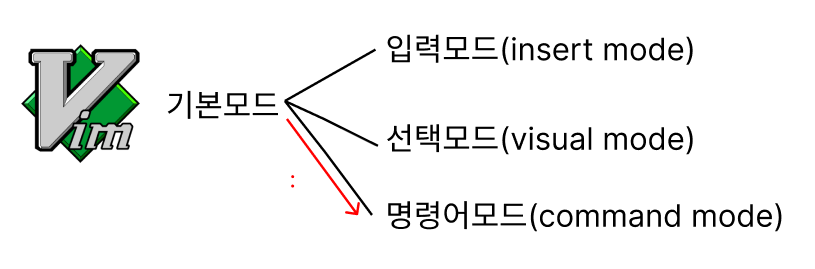 입력모드(insert mode)
Vim
기본모드
선택모드(visual mode)
:
명령어모드(command mode)